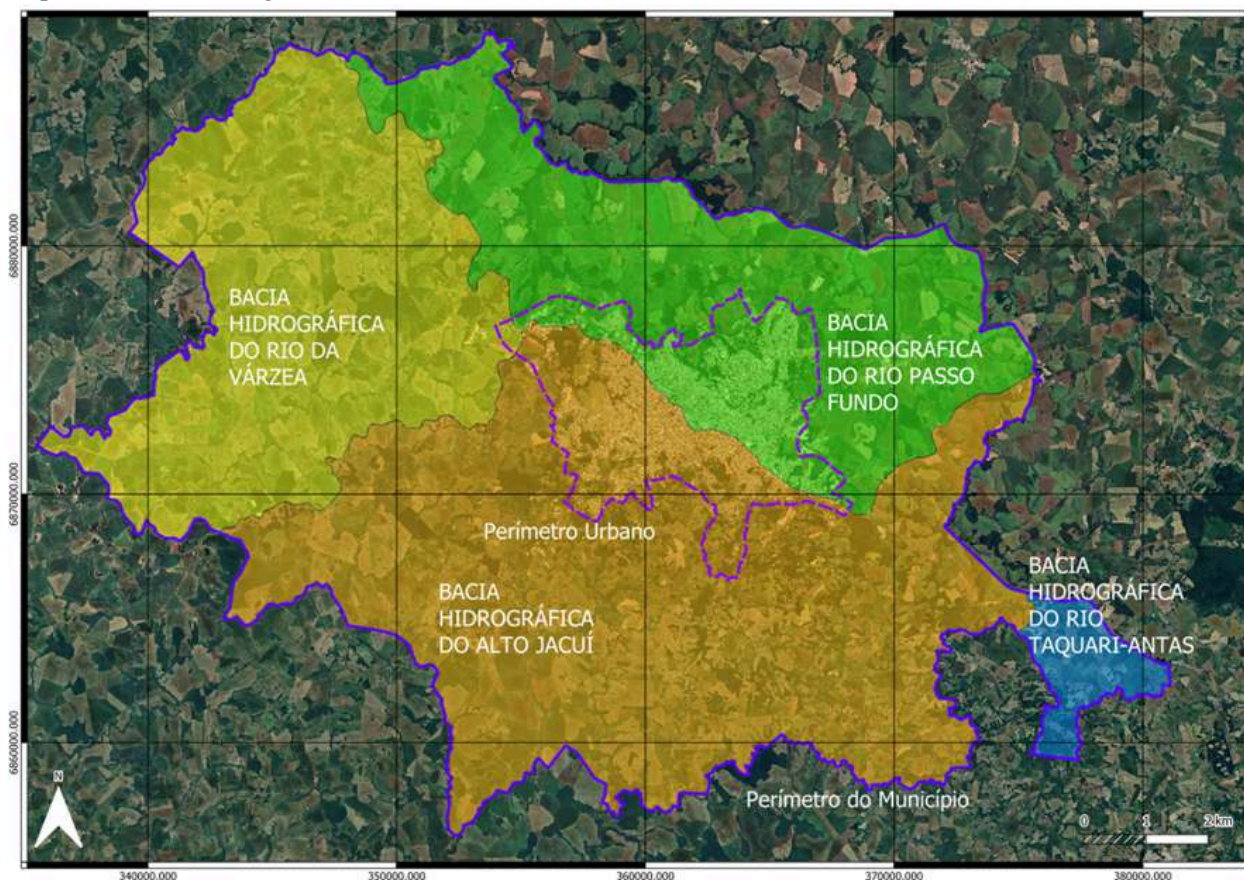 BACIA
HIDROGRÁFICA
DO RIO DA
VÁRZEA
BACIA
HIDROGRÁFICA
DO RIO PASSO
FUNDO
Perímetro Urbano
BACIA
HIDROGRÁFICA
DO ALTO JACUÍ
BACIA
HIDROGRÁFICA
DO RIO
TAQUARI-ANTAS
Perímetro do Município
N
0 1 2 km
6880000.000
6870000.000
6860000.000
340000.000 350000.000 360000.000 370000.000 380000.000